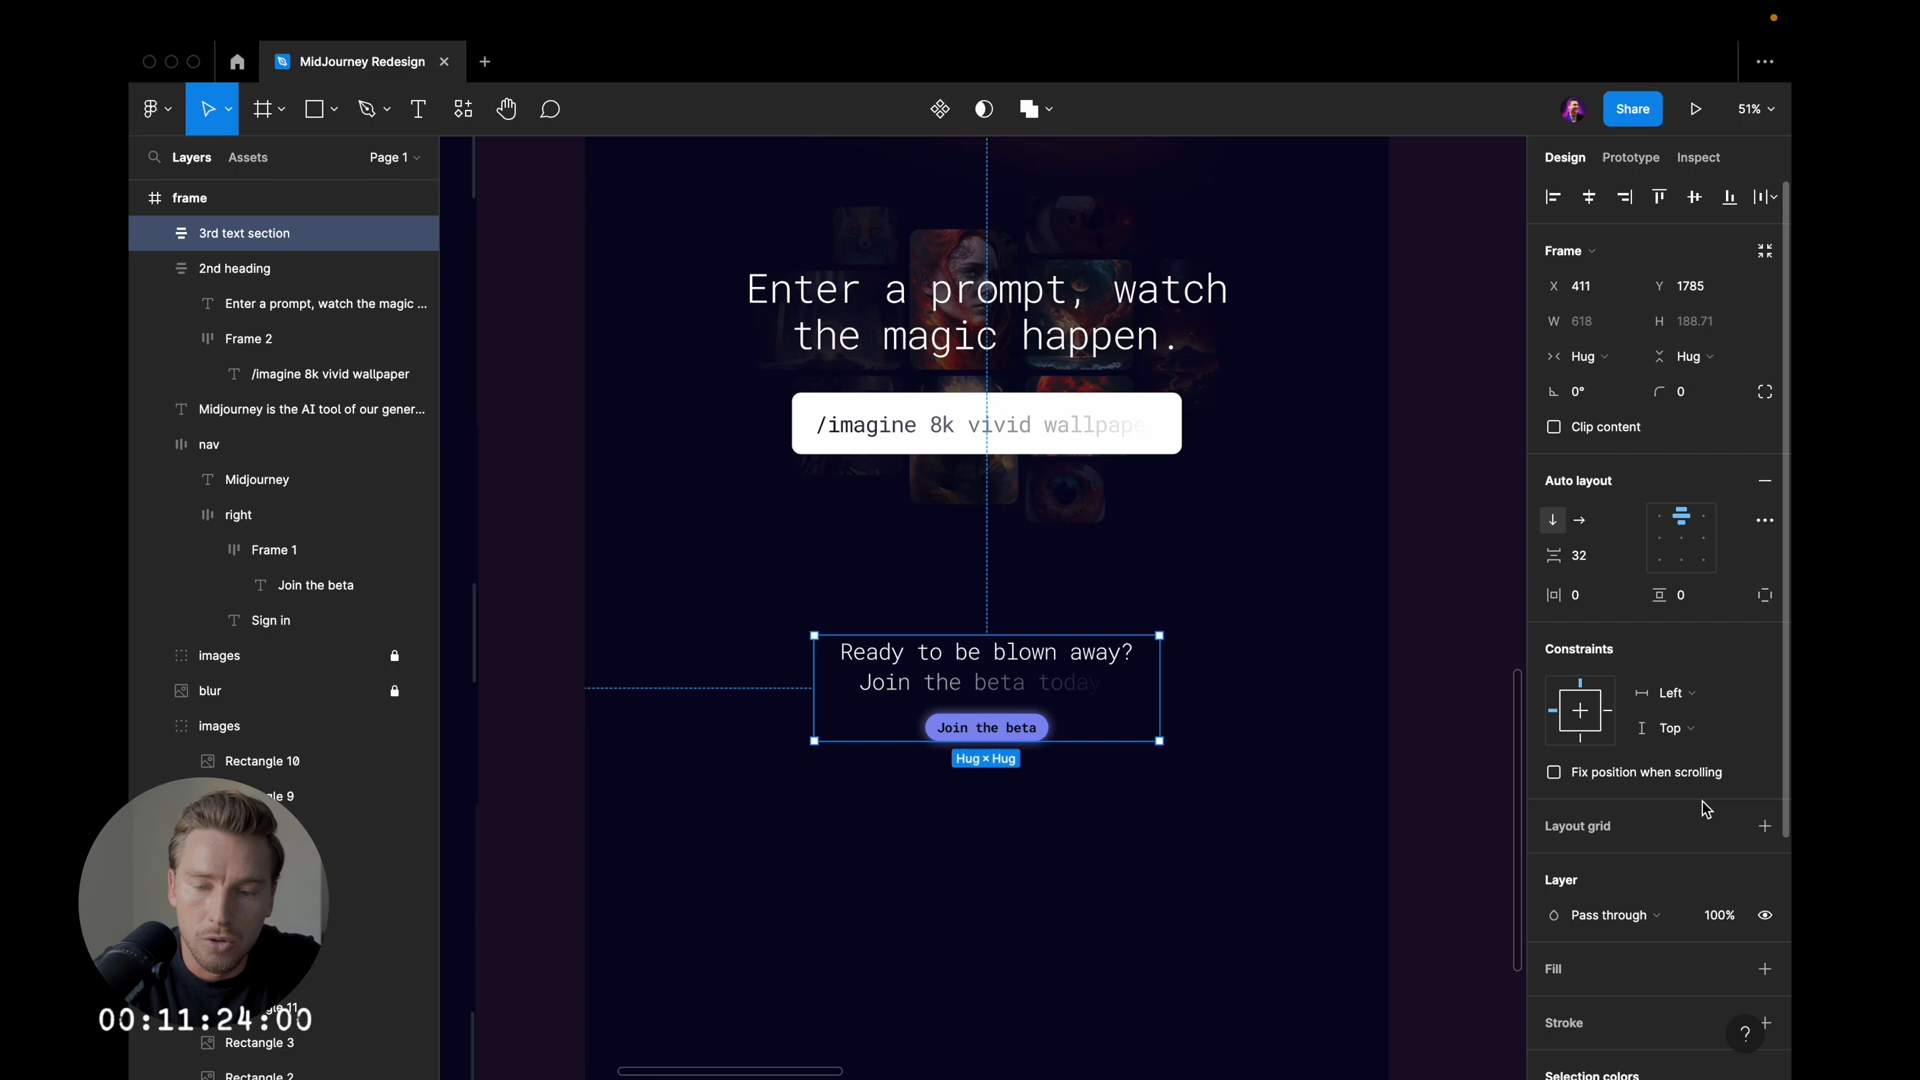 MidJourney Redesign
Share
51%
Layers
Assets
Page 1
Design
Prototype
Inspect
frame
3rd text section
2nd heading
Enter a prompt, watch the magic ...
Frame 2
/imagine 8k vivid wallpaper
Midjourney is the AI tool of our gener...
nav
Midjourney
right
Frame 1
Join the beta
Sign in
images
blur
images
Rectangle 10
gle 9
gle 11
Rectangle 3
Rectangle 2
00:11:24:00
Enter a prompt, watch
the magic happen.
/imagine 8k vivid wallpape
Ready to be blown away?
Join the beta today
Join the beta
Hug × Hug
Frame
X 411
Y 1785
W 618
H 188.71
Hug
Hug
0°
0
Clip content
Auto layout
32
0
0
Constraints
Left
Top
Fix position when scrolling
Layout grid
Layer
Pass through
100%
Fill
Stroke
?
Selection colors